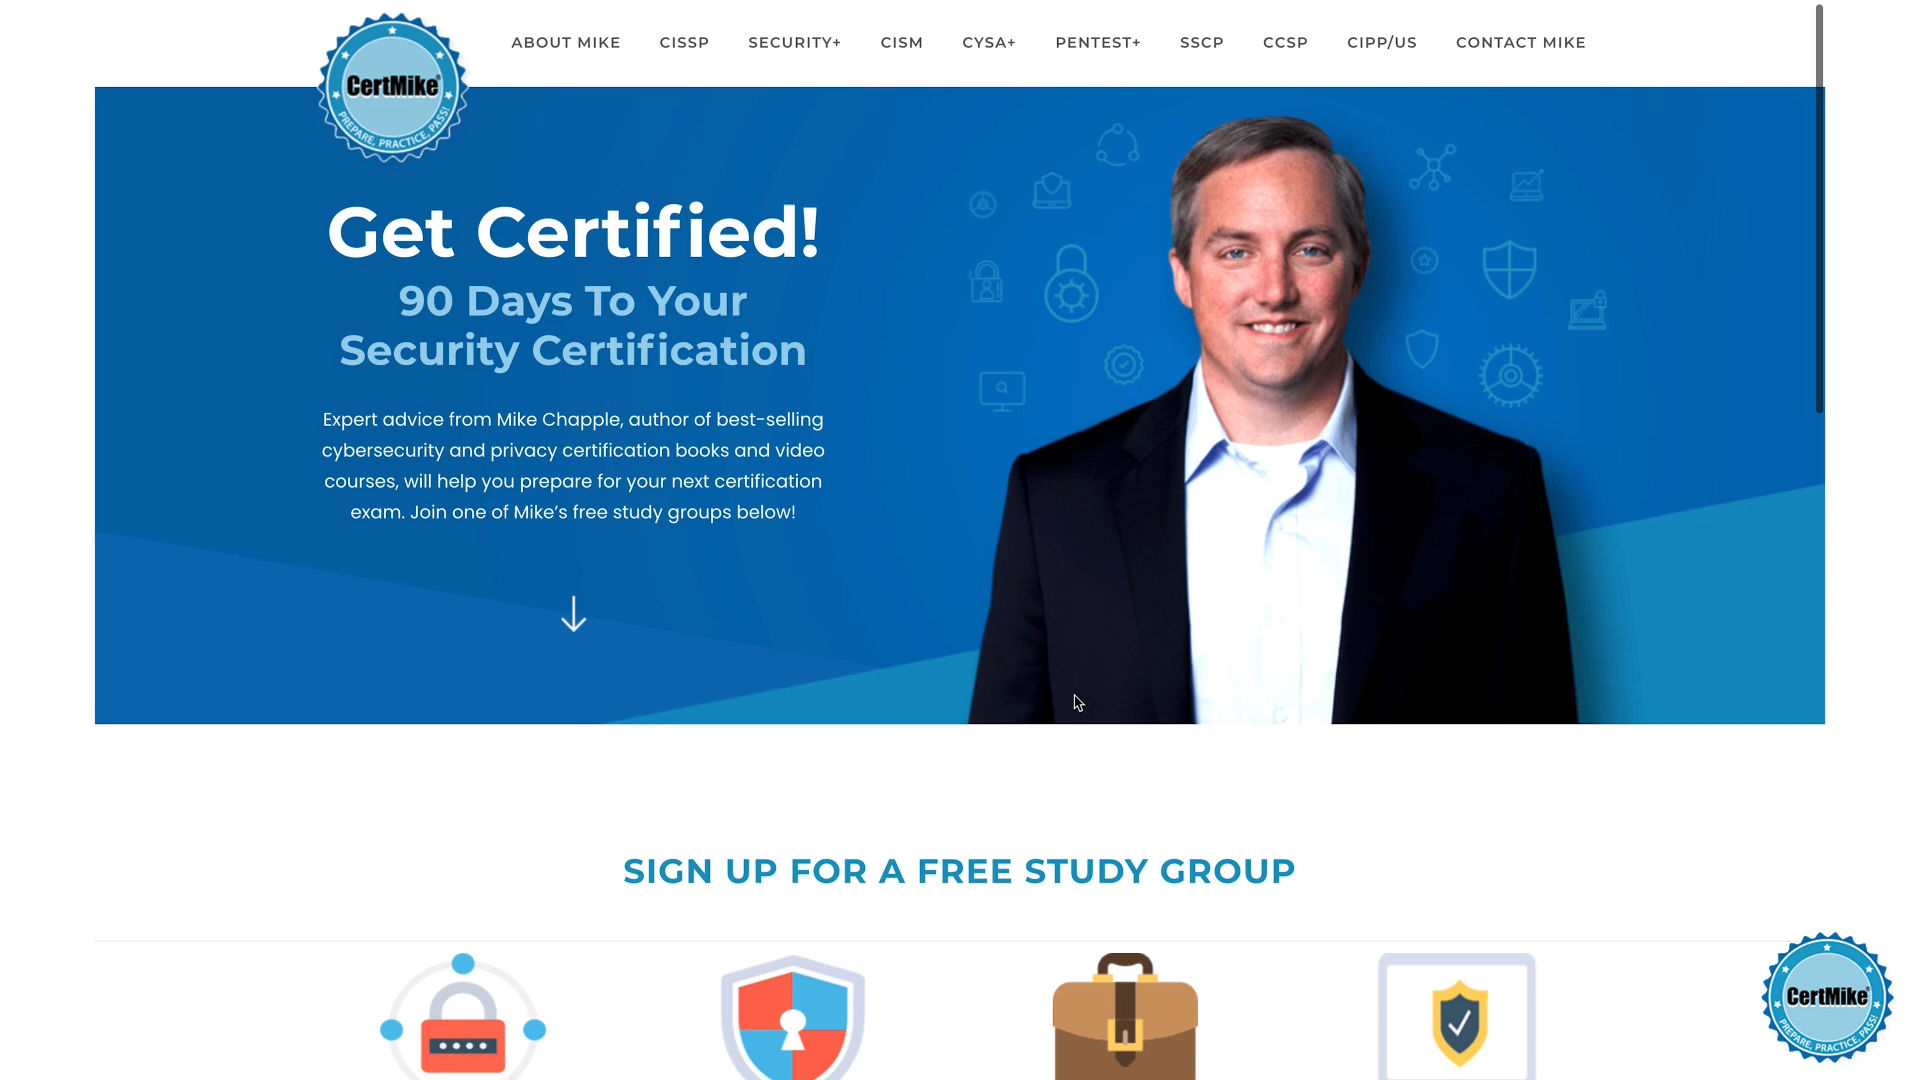 CertMike®
PREPARE, PRACTICE, PASS!
ABOUT MIKE
CISSP
SECURITY+
CISM
CYSA+
PENTEST+
SSCP
CCSP
CIPP/US
CONTACT MIKE
Get Certified!
90 Days To Your
Security Certification
Expert advice from Mike Chapple, author of best-selling
cybersecurity and privacy certification books and video
courses, will help you prepare for your next certification
exam. Join one of Mike’s free study groups below!
SIGN UP FOR A FREE STUDY GROUP
CertMike®
PREPARE, PRACTICE, PASS!